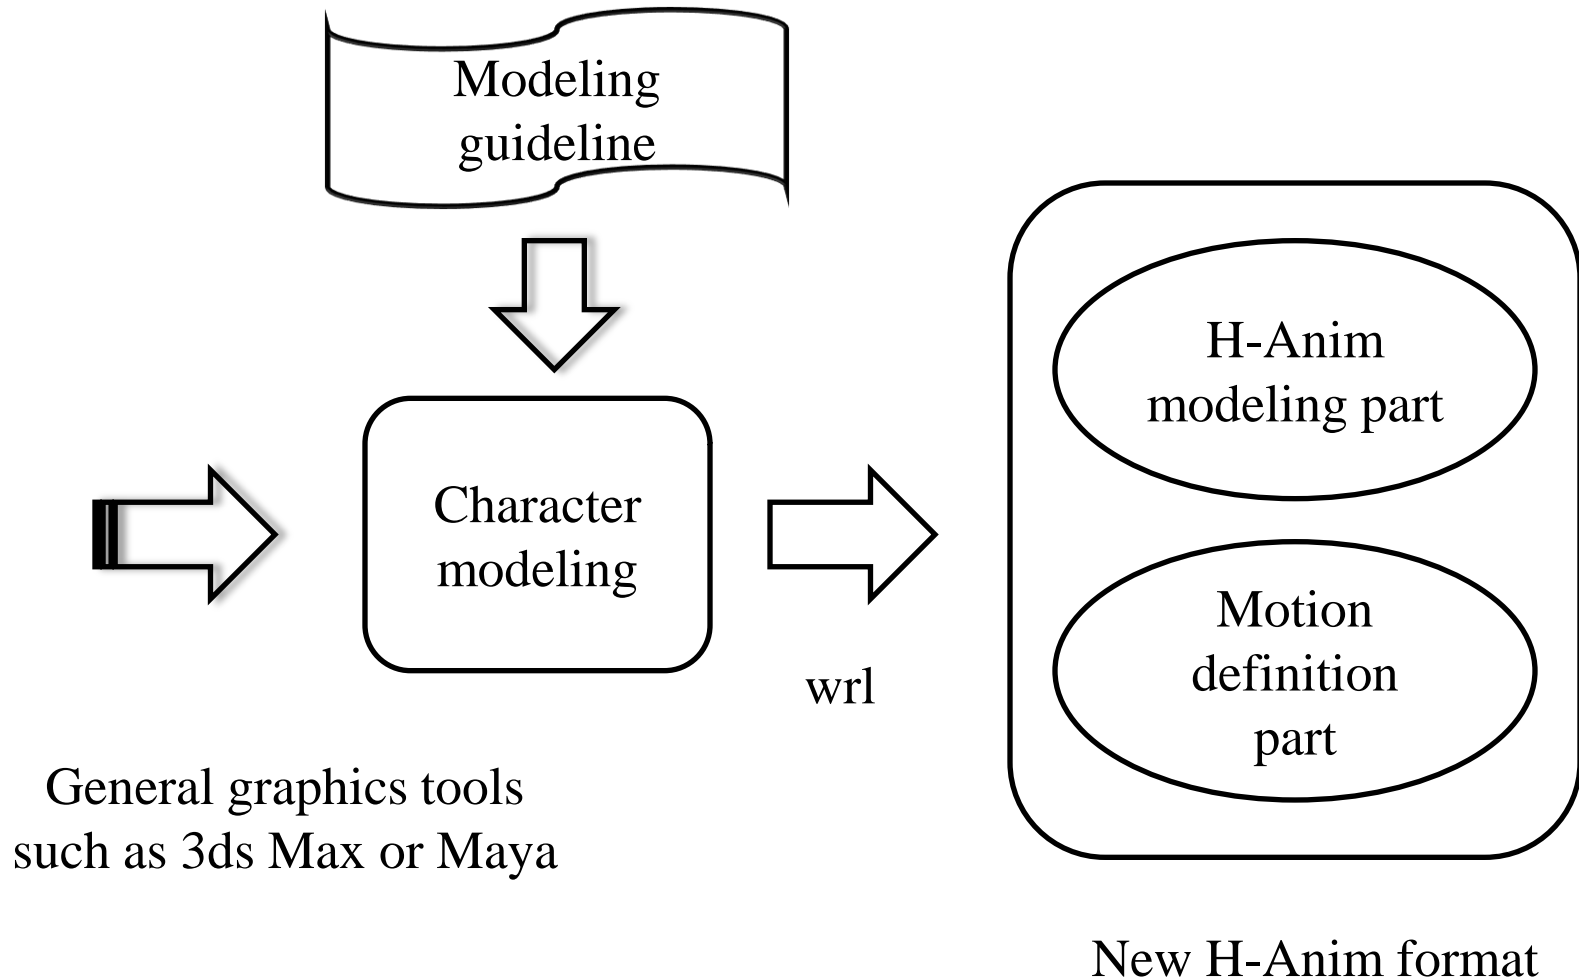 Modeling
guideline
Character
modeling
wrl
General graphics tools
such as 3ds Max or Maya
H-Anim
modeling part
Motion
definition
part
New H-Anim format